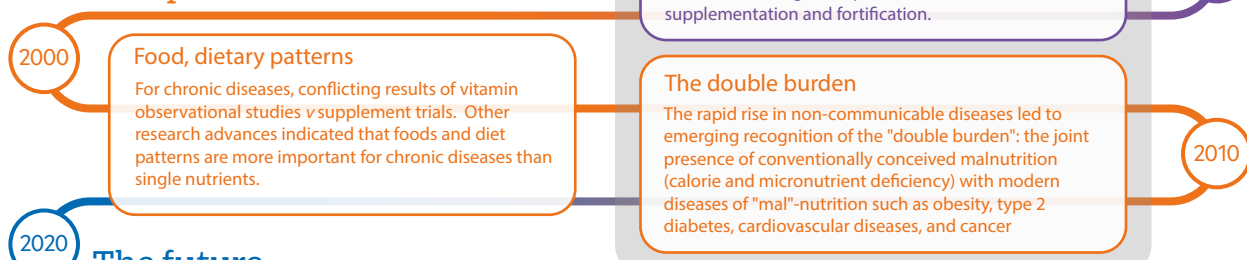 supplementation and fortification.
2000
Food, dietary patterns
For chronic diseases, conflicting results of vitamin
observational studies v supplement trials. Other
research advances indicated that foods and diet
patterns are more important for chronic diseases than
single nutrients.
The double burden
The rapid rise in non-communicable diseases led to
emerging recognition of the "double burden": the joint
presence of conventionally conceived malnutrition
(calorie and micronutrient deficiency) with modern
diseases of "mal"-nutrition such as obesity, type 2
diabetes, cardiovascular diseases, and cancer
2010
2020
The future